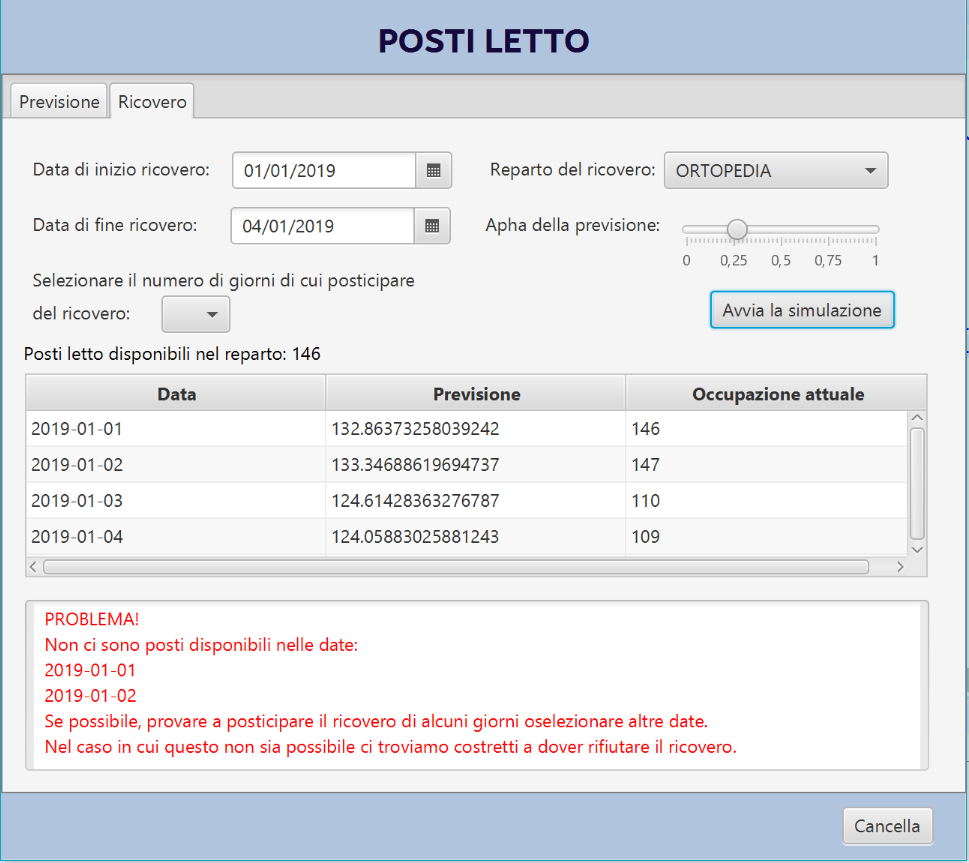 POSTI LETTO
Previsione Ricovero
Data di inizio ricovero: 01/01/2019 Reparto del ricovero: ORTOPEDIA
Data di fine ricovero: 04/01/2019 Apha della previsione:
0 0,25 0,5 0,75 1
Selezionare il numero di giorni di cui posticipare
del ricovero: Avvia la simulazione
Posti letto disponibili nel reparto: 146
Data Previsione Occupazione attuale
2019-01-01 132.86373258039242 146
2019-01-02 133.34688619694737 147
2019-01-03 124.61428363276787 110
2019-01-04 124.05883025881243 109
PROBLEMA!
Non ci sono posti disponibili nelle date:
2019-01-01
2019-01-02
Se possibile, provare a posticipare il ricovero di alcuni giorni oselezionare altre date.
Nel caso in cui questo non sia possibile ci troviamo costretti a dover rifiutare il ricovero.
Cancella